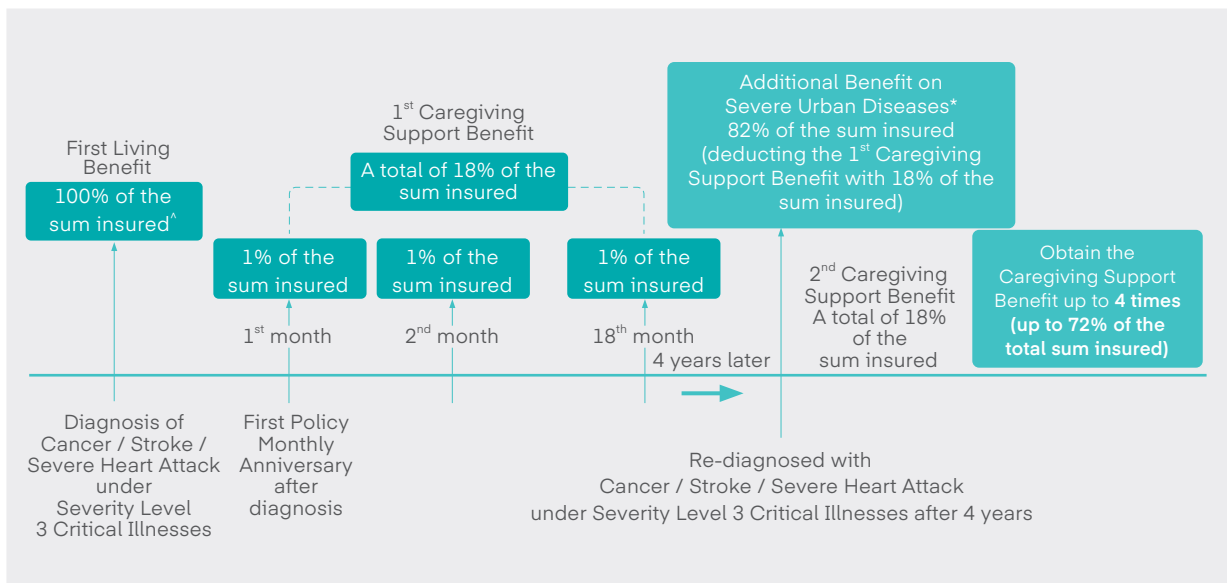 First Living
Benefit
100% of the
sum insured^
1st Caregiving
Support Benefit
A total of 18% of the
sum insured
1% of the
sum insured
1% of the
sum insured
1% of the
sum insured
1st month
2nd month
18th month
4 years later
Additional Benefit on
Severe Urban Diseases*
82% of the sum insured
(deducting the 1st Caregiving
Support Benefit with 18% of the
sum insured)
2nd Caregiving
Support Benefit
A total of 18%
of the
sum insured
Obtain the
Caregiving Support
Benefit up to 4 times
(up to 72% of the
total sum insured)
Diagnosis of
Cancer / Stroke /
Severe Heart Attack
under
Severity Level
3 Critical Illnesses
First Policy
Monthly
Anniversary
after
diagnosis
Re-diagnosed with
Cancer / Stroke / Severe Heart Attack
under Severity Level 3 Critical Illnesses after 4 years